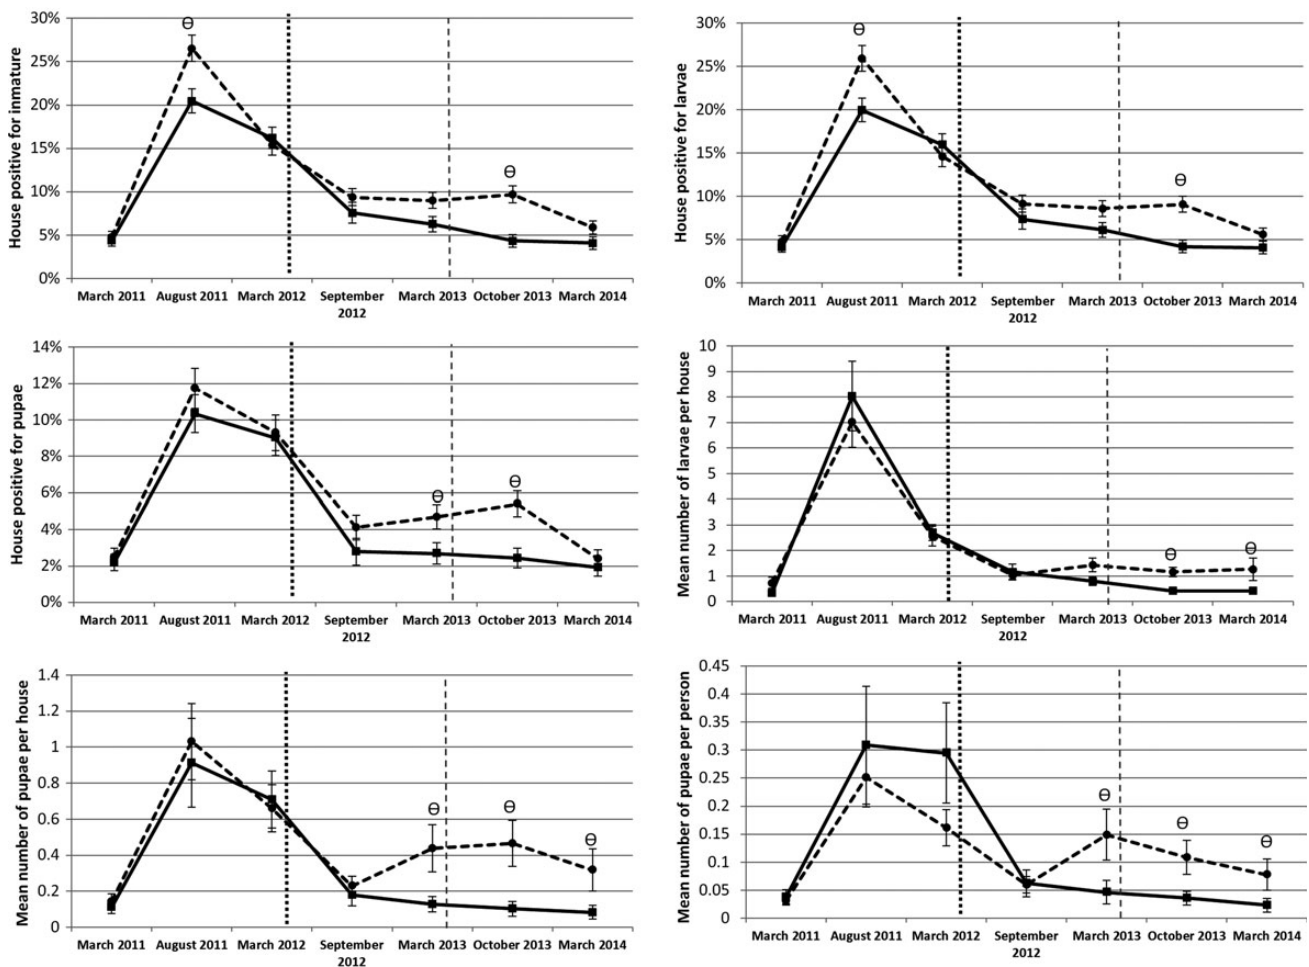 House positive for inmature
30%
25%
20%
15%
10%
5%
0%
ϴ
ϴ
March 2011 August 2011 March 2012 September 2012 March 2013 October 2013 March 2014
House positive for larvae
30%
25%
20%
15%
10%
5%
0%
ϴ
ϴ
March 2011 August 2011 March 2012 September 2012 March 2013 October 2013 March 2014
House positive for pupae
14%
12%
10%
8%
6%
4%
2%
0%
ϴ
ϴ
March 2011 August 2011 March 2012 September 2012 March 2013 October 2013 March 2014
Mean number of larvae per house
10
9
8
7
6
5
4
3
2
1
0
ϴ
ϴ
March 2011 August 2011 March 2012 September 2012 March 2013 October 2013 March 2014
Mean number of pupae per house
1.4
1.2
1
0.8
0.6
0.4
0.2
0
ϴ
ϴ
ϴ
March 2011 August 2011 March 2012 September 2012 March 2013 October 2013 March 2014
Mean number of pupae per person
0.45
0.4
0.35
0.3
0.25
0.2
0.15
0.1
0.05
0
ϴ
ϴ
ϴ
March 2011 August 2011 March 2012 September 2012 March 2013 October 2013 March 2014